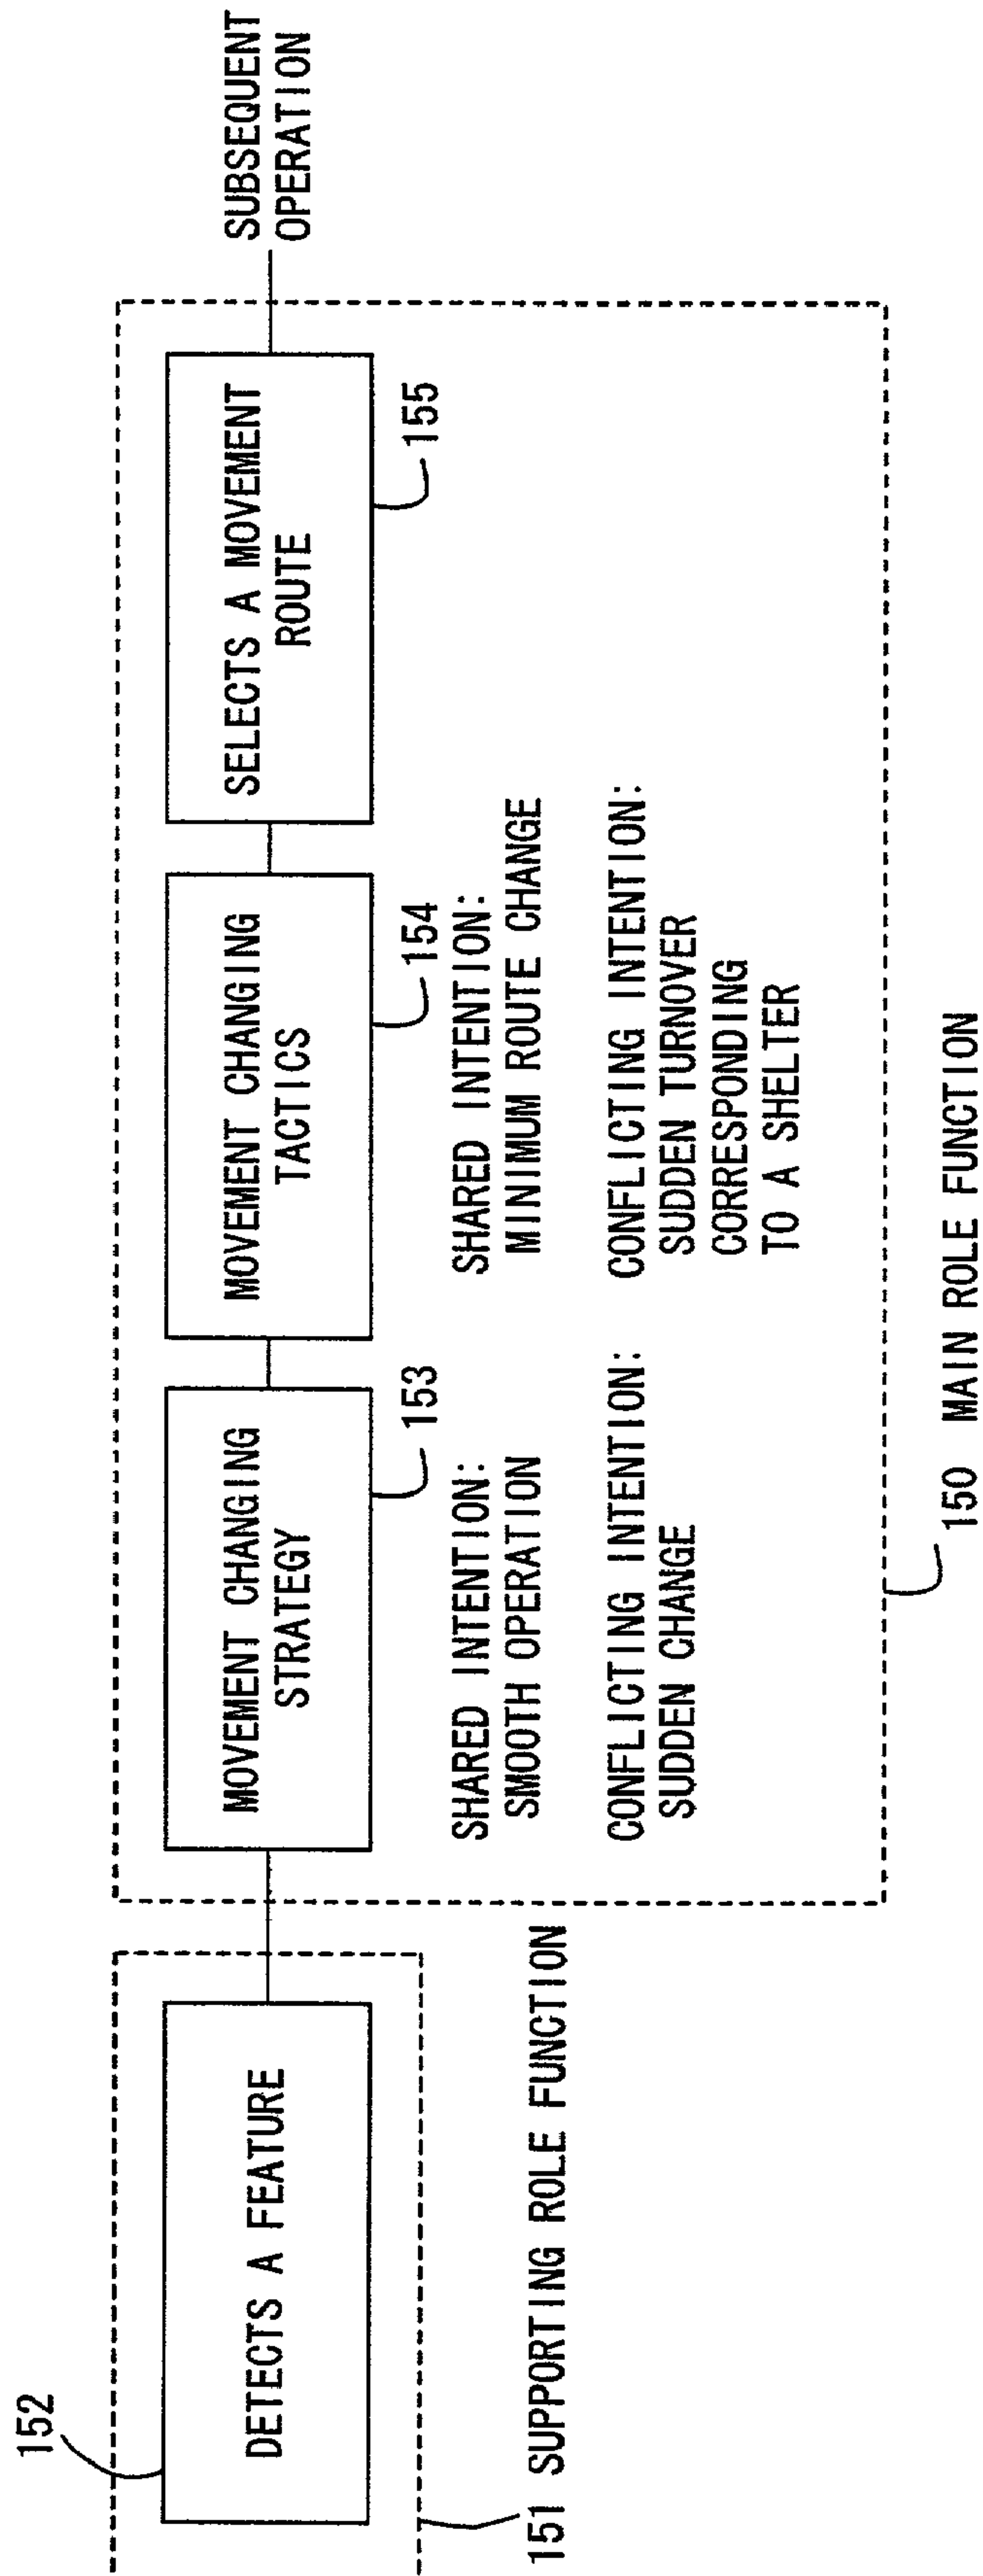 152
DETECTS A FEATURE
151 SUPPORTING ROLE FUNCTION
MOVEMENT CHANGING
STRATEGY
153
SHARED INTENTION:
SMOOTH OPERATION
CONFLICTING INTENTION:
SUDDEN CHANGE
MOVEMENT CHANGING
TACTICS
154
SHARED INTENTION:
MINIMUM ROUTE CHANGE
CONFLICTING INTENTION:
SUDDEN TURNOVER
CORRESPONDING
TO A SHELTER
SELECTS A MOVEMENT
ROUTE
155
150 MAIN ROLE FUNCTION
SUBSEQUENT
OPERATION